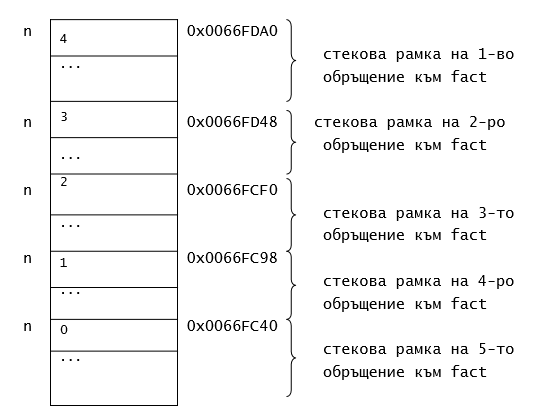 n 4 0x0066FDA0
... стекова рамка на 1-во
обръщение към fact
n 3 0x0066FD48 стекова рамка на 2-ро
... обръщение към fact
n 2 0x0066FCF0
... стекова рамка на 3-то
обръщение към fact
n 1 0x0066FC98
... стекова рамка на 4-ро
обръщение към fact
n 0 0x0066FC40
... стекова рамка на 5-то
обръщение към fact